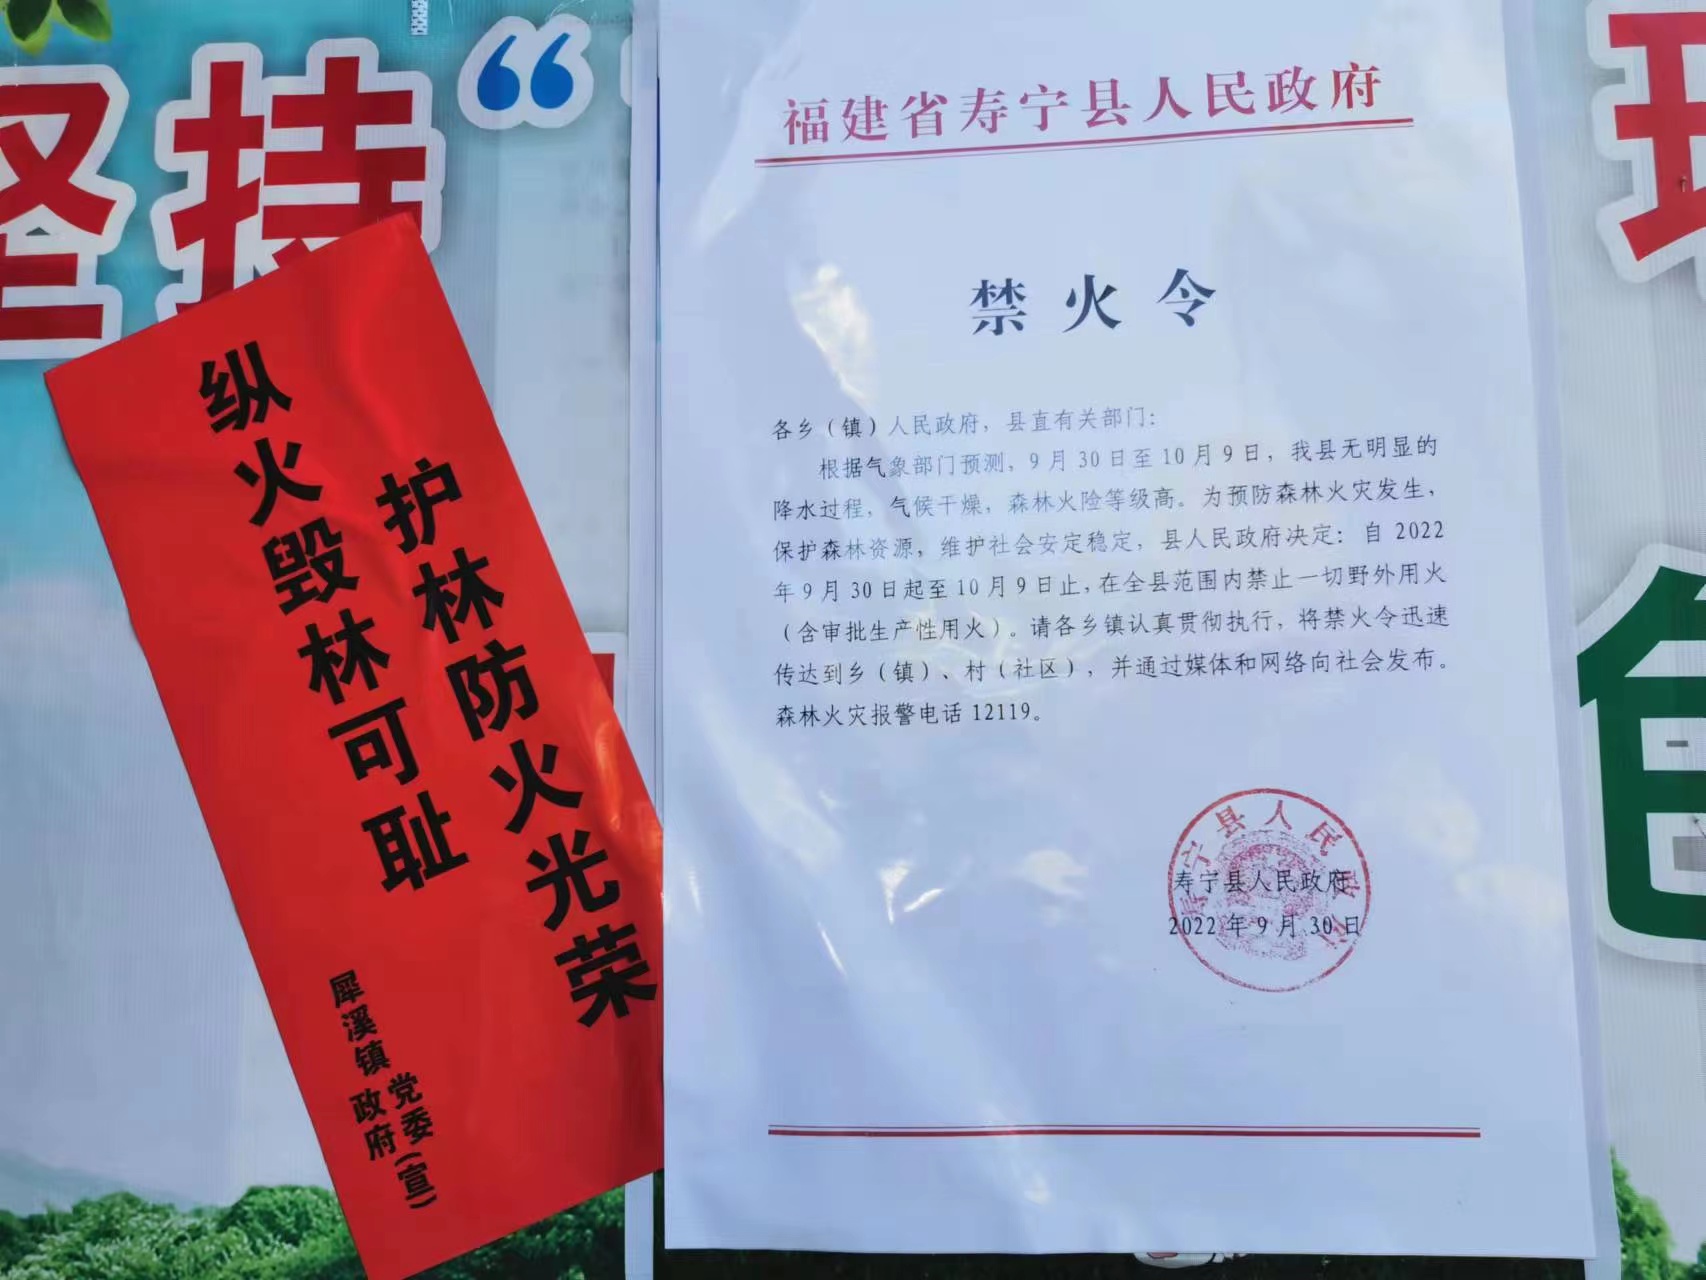 坚持“
纵火毁林可耻
护林防火光荣
犀溪镇
党委
政府
(宣)
福建省寿宁县人民政府
禁火令
各乡（镇）人民政府，县直有关部门：
根据气象部门预测，9月30日至10月9日，我县无明显的
降水过程，气候干燥，森林火险等级高。为预防森林火灾发生，
保护森林资源，维护社会安定稳定，县人民政府决定：自2022
年9月30日起至10月9日止，在全县范围内禁止一切野外用火
（含审批生产性用火）。请各乡镇认真贯彻执行，将禁火令迅速
传达到乡（镇）、村（社区），并通过媒体和网络向社会发布。
森林火灾报警电话12119。
寿宁县人民政府
寿宁县人民政府
2022年9月30日